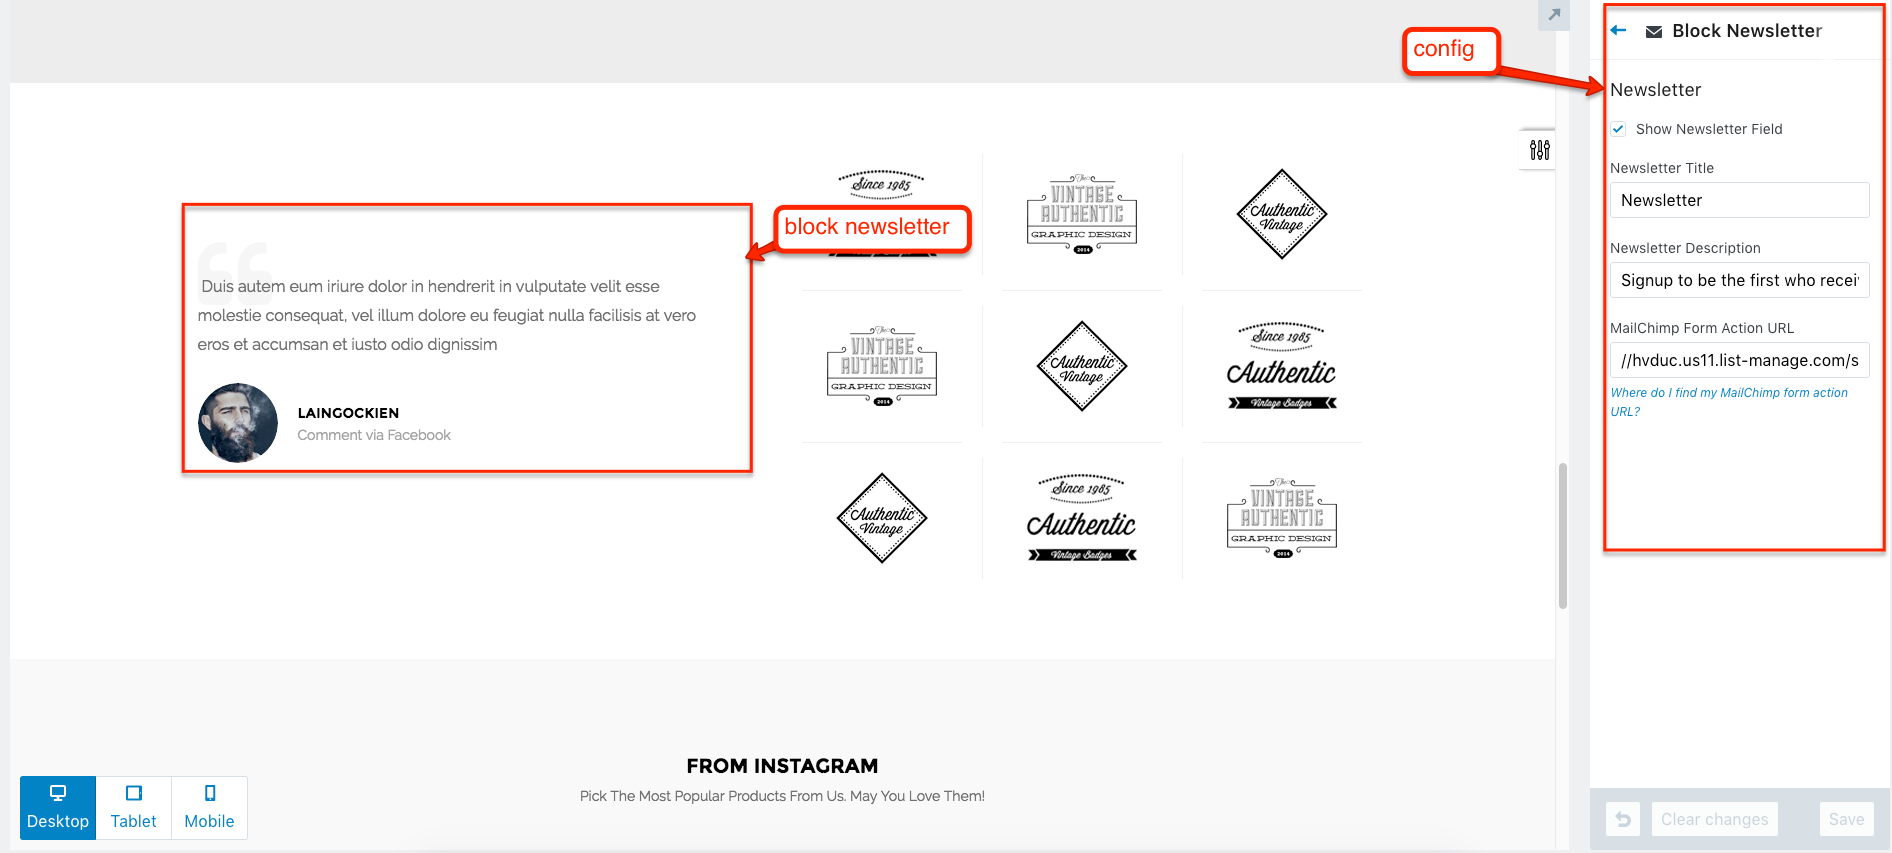 config
Block Newsletter
Newsletter
Show Newsletter Field
Newsletter Title
Newsletter
Newsletter Description
Signup to be the first who recei
MailChimp Form Action URL
//hvduc.us11.list-manage.com/s
Where do I find my MailChimp form action
URL?
block newsletter
Duis autem eum iriure dolor in hendrerit in vulputate velit esse
molestie consequat, vel illum dolore eu feugiat nulla facilisis at vero
eros et accumsan et iusto odio dignissim
LAINGOCKIEN
Comment via Facebook
Since 1985
The
VINTAGE
AUTHENTIC
GRAPHIC DESIGN
2014
Authentic
Vintage
The
VINTAGE
AUTHENTIC
GRAPHIC DESIGN
2014
Authentic
Vintage
Since 1985
Authentic
Vintage Badges
Authentic
Vintage
Since 1985
Authentic
Vintage Badges
The
VINTAGE
AUTHENTIC
GRAPHIC DESIGN
2014
FROM INSTAGRAM
Pick The Most Popular Products From Us. May You Love Them!
Desktop
Tablet
Mobile
Clear changes
Save